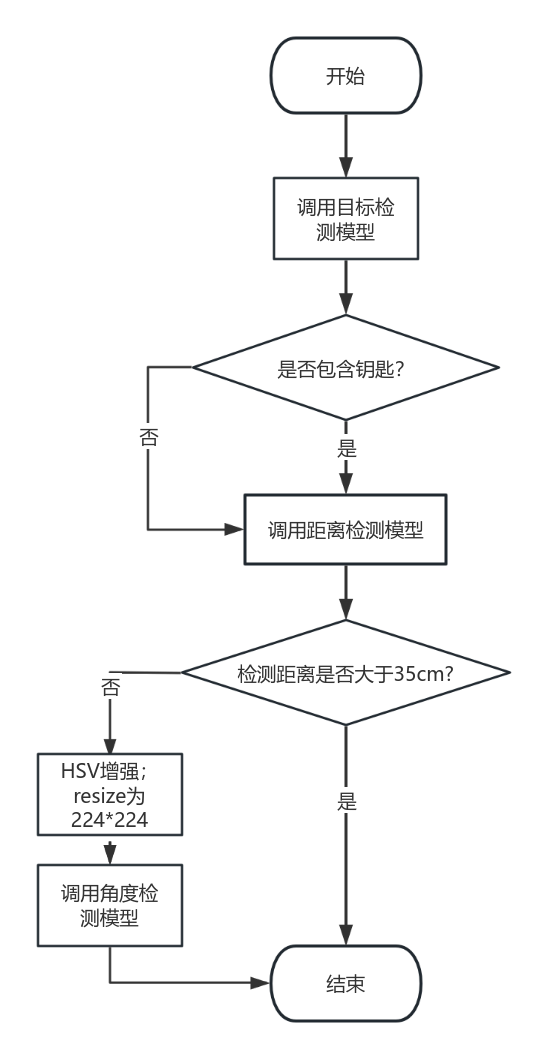 开始
调用目标检
测模型
是否包含钥匙？
否
是
调用距离检测模型
检测距离是否大于35cm?
否
HSV增强；
resize为
224*224
是
调用角度检
测模型
结束